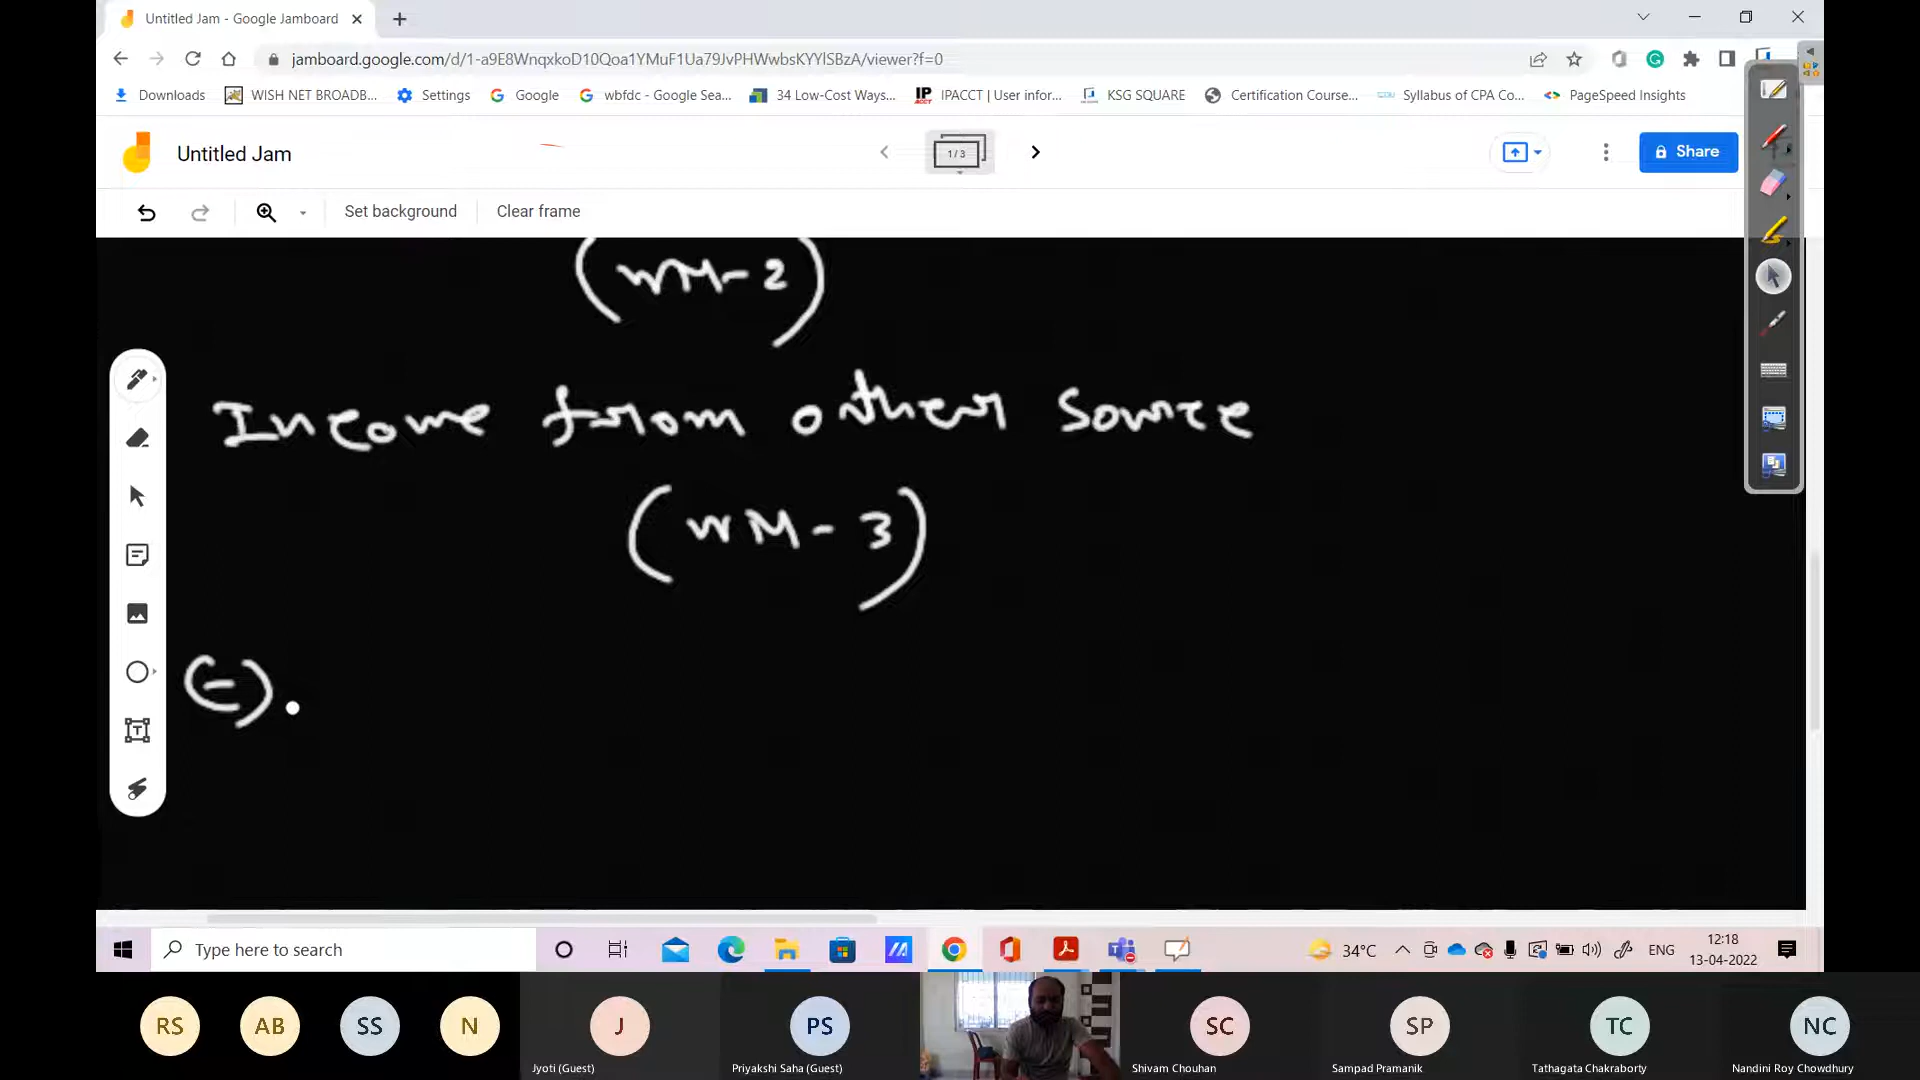 Untitled Jam - Google Jamboard
jamboard.google.com/d/1-a9E8WnqxkoD10Qoa1YMuF1Ua79JvPHWwbsKYYlSBzA/viewer?f=0
Downloads WISH NET BROADB... Settings Google wbfdc - Google Sea... 34 Low-Cost Ways... IP ACCT IPACCT | User infor... KSG SQUARE Certification Course... Syllabus of CPA Co... PageSpeed Insights
Untitled Jam 1 / 3 Share
Set background Clear frame
(WM-2)
Income from other source
(WM-3)
(-).
Type here to search 34°C ENG 12:18
13-04-2022
RS AB SS N J PS SC SP TC NC
Jyoti (Guest) Priyakshi Saha (Guest) Shivam Chouhan Sampad Pramanik Tathagata Chakraborty Nandini Roy Chowdhury